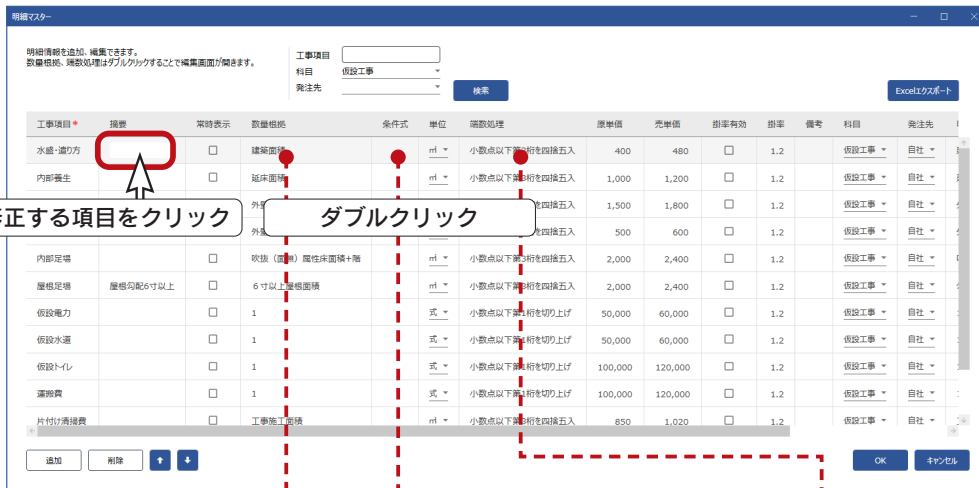 明細マスター
明細情報を追加、編集できます。
数量根拠、端数処理はダブルクリックすることで編集画面が開きます。
工事項目
科目 仮設工事
発注先
検索
Excelエクスポート
工事項目* 摘要 常時表示 数量根拠 条件式 単位 端数処理 原単価 売単価 掛率有効 掛率 備考 科目 発注先
水盛・遣り方 建築面積 ㎡ 小数点以下第3桁を四捨五入 400 480 1.2 仮設工事 自社
内部養生 延床面積 ㎡ 小数点以下第3桁を四捨五入 1,000 1,200 1.2 仮設工事 自社
正する項目をクリック
ダブルクリック
外 を四捨五入 1,500 1,800 1.2 仮設工事 自社
外 を四捨五入 500 600 1.2 仮設工事 自社
内部足場 吹抜（面無）属性床面積+階 ㎡ 小数点以下第3桁を四捨五入 2,000 2,400 1.2 仮設工事 自社
屋根足場 屋根勾配6寸以上 6寸以上屋根面積 ㎡ 小数点以下第3桁を四捨五入 2,000 2,400 1.2 仮設工事 自社
仮設電力 1 式 小数点以下第1桁を切り上げ 50,000 60,000 1.2 仮設工事 自社
仮設水道 1 式 小数点以下第1桁を切り上げ 50,000 60,000 1.2 仮設工事 自社
仮設トイレ 1 式 小数点以下第1桁を切り上げ 100,000 120,000 1.2 仮設工事 自社
運搬費 1 式 小数点以下第1桁を切り上げ 100,000 120,000 1.2 仮設工事 自社
片付け清掃費 工事施工面積 ㎡ 小数点以下第3桁を四捨五入 850 1,020 1.2 仮設工事 自社
追加 削除 OK キャンセル